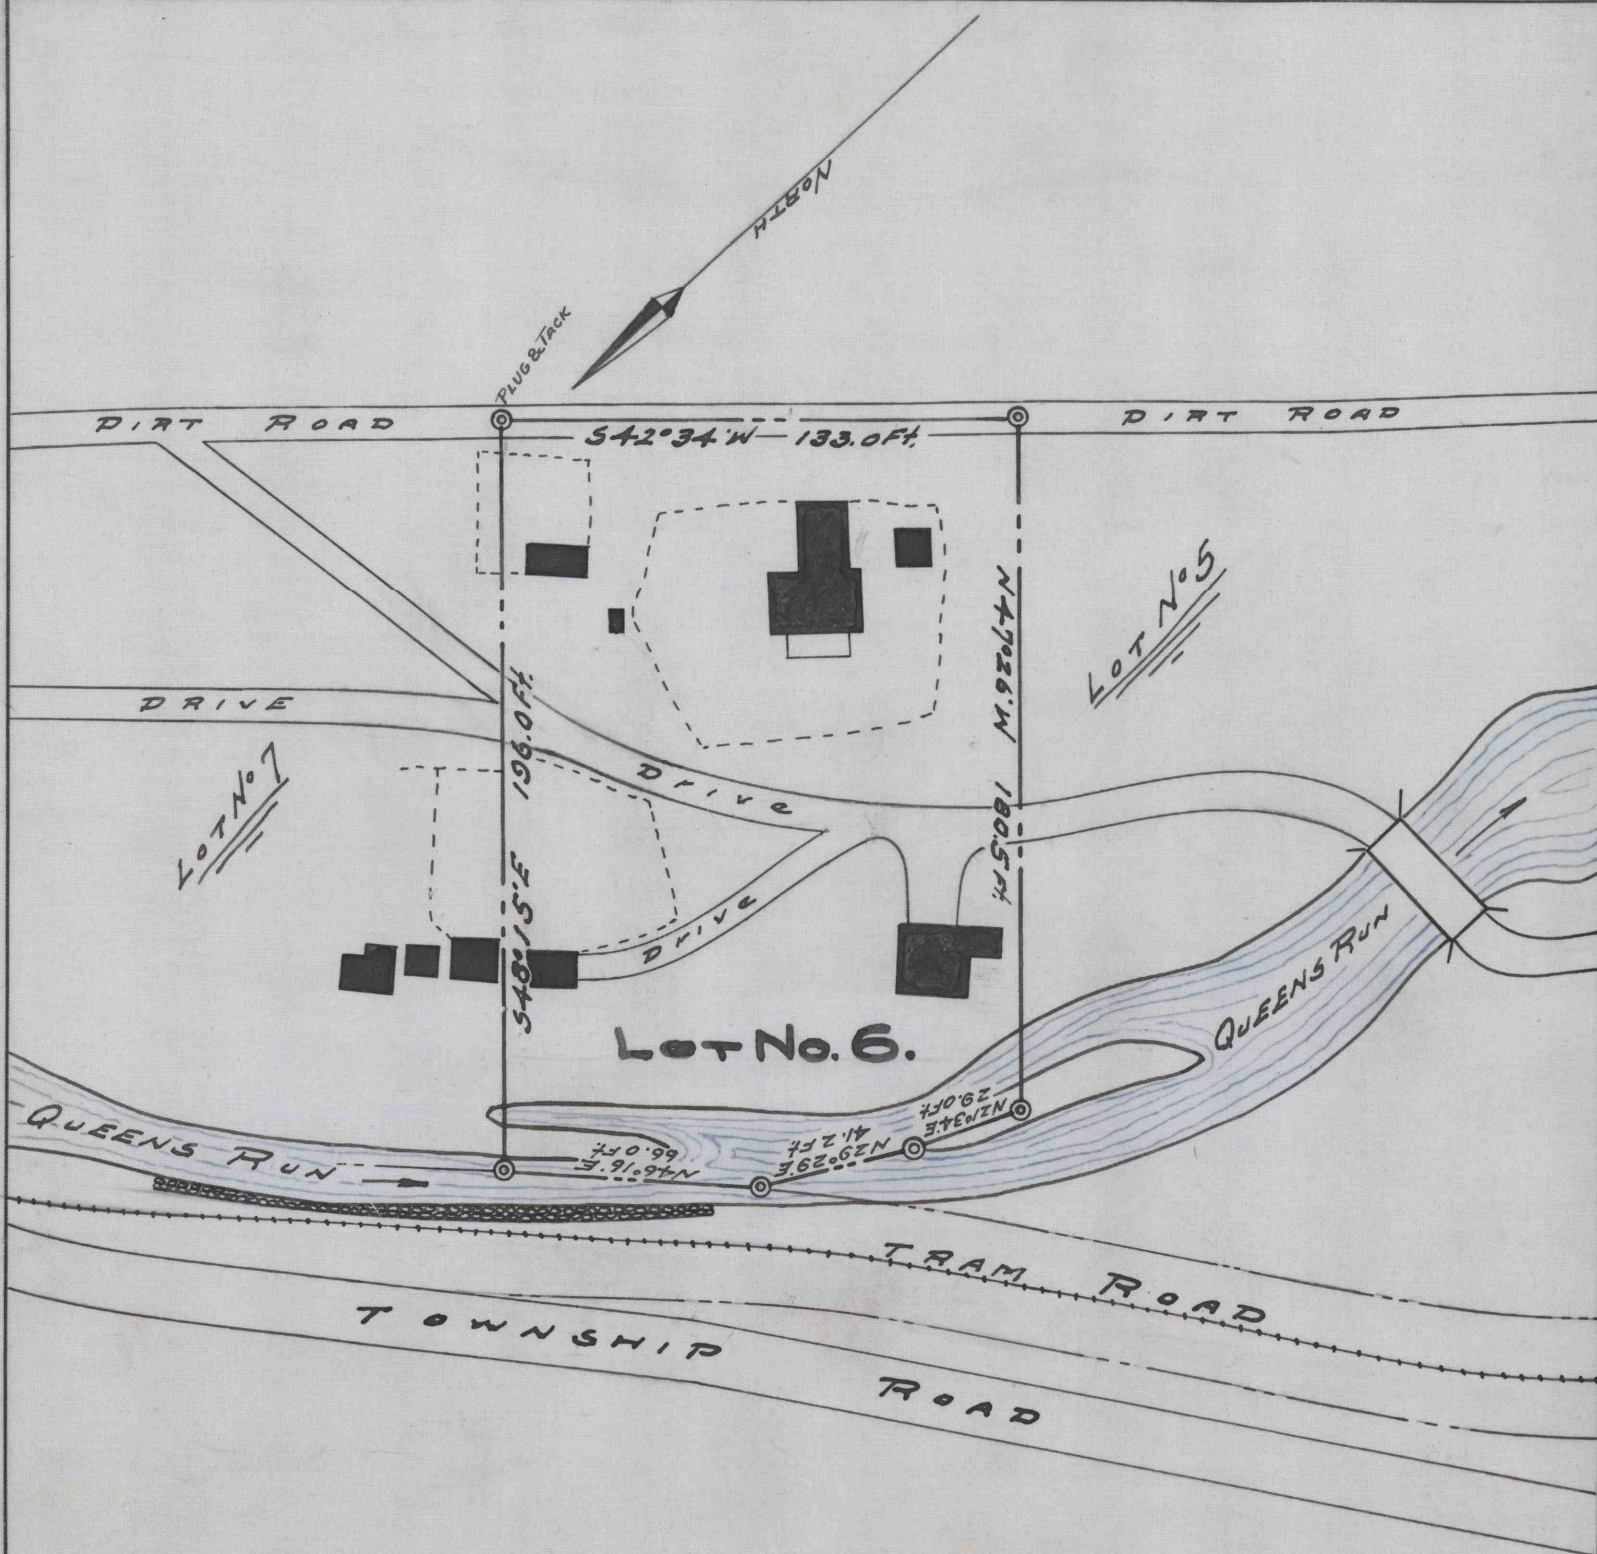 NORTH
PLUG & TACK
DIRT ROAD
DIRT ROAD
S42°34'W 133.0Ft.
N47°26'W 180.5Ft.
LOT No 5
DRIVE
S48°15'E 196.0Ft.
Drive
LOT No 7
Drive
QUEENS RUN
LOT No. 6.
N21°34'E
29.0Ft.
N29°29'E
41.2Ft.
N46°16'E
66.0Ft.
QUEENS RUN
TRAM ROAD
TOWNSHIP ROAD